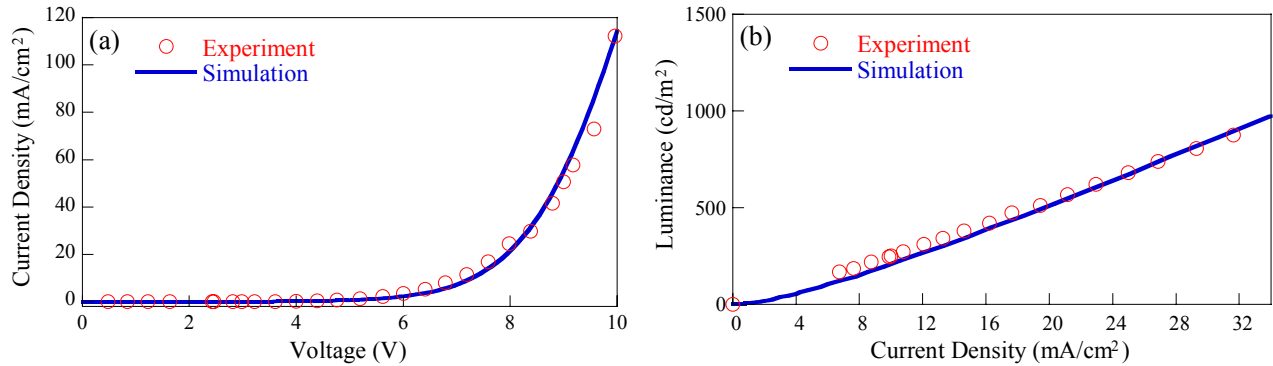 (a)
Experiment
Simulation
Current Density (mA/cm²)
120
100
80
60
40
20
0
0 2 4 6 8 10
Voltage (V)
(b)
Experiment
Simulation
Luminance (cd/m²)
1500
1000
500
0
0 4 8 12 16 20 24 28 32
Current Density (mA/cm²)